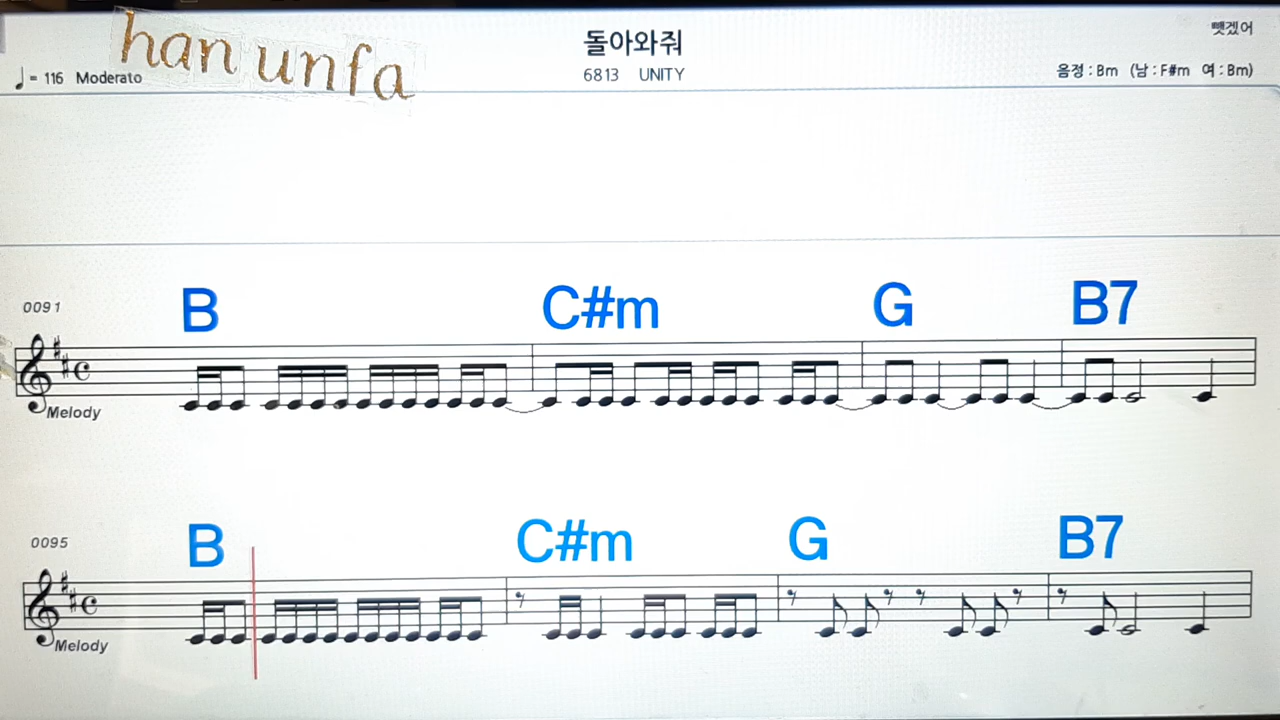 han unfa
돌아와줘
뺏겠어
♩= 116 Moderato
6813 UNITY
음정 : Bm (남 : F#m 여 : Bm)
0091
B C#m G B7
Melody
0095
B C#m G B7
Melody